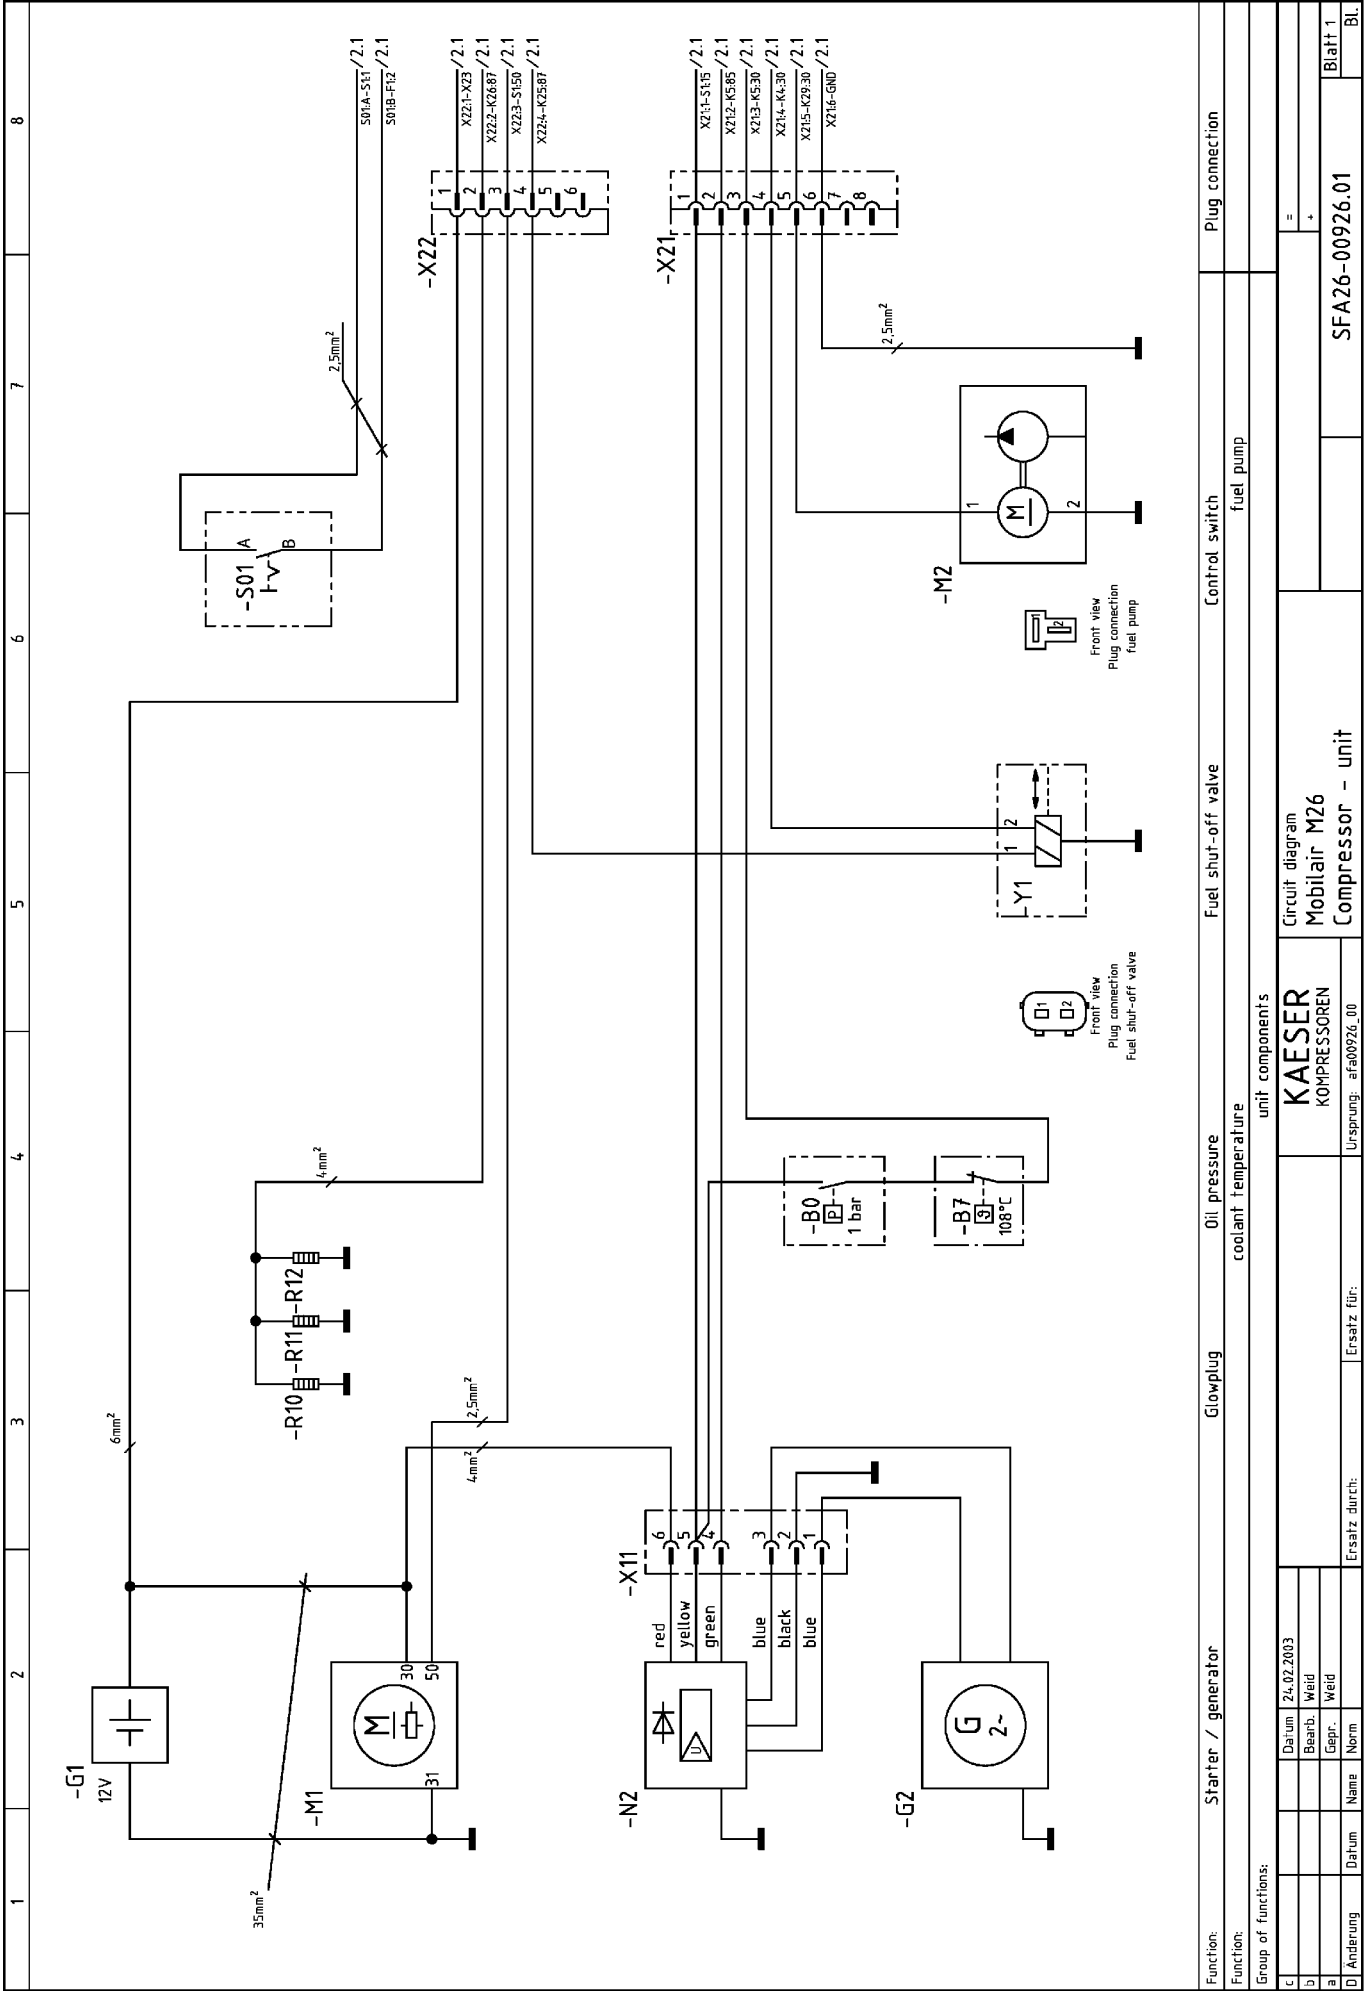 1 2 3 4 5 6 7 8
-G1
12V
35mm²
6mm²
-M1
M
30
50
31
4mm²
2,5mm²
-R10
-R11
-R12
4mm²
-S01
A
B
2,5mm²
S01:A-S1:1 /2.1
S01:B-F1:2 /2.1
-X22
1 X22:1-X23 /2.1
2 X22:2-K26:87 /2.1
3 X22:3-S1:50 /2.1
4 X22:4-K25:87 /2.1
5
6
-X21
1 X21:1-S1:15 /2.1
2 X21:2-K5:85 /2.1
3 X21:3-K5:30 /2.1
4 X21:4-K4:30 /2.1
5 X21:5-K29:30 /2.1
6 X21:6-GND /2.1
7
8
-N2
U
-X11
red 6
yellow 5
green 4
blue 3
black 2
blue 1
-G2
G
2~
-B0
P
1 bar
-B7
ϑ
108°C
-Y1
1
2
1
2
Front view
Plug connection
Fuel shut-off valve
-M2
M
1
2
1
2
Front view
Plug connection
fuel pump
2,5mm²
Function: Starter / generator Glowplug Oil pressure Fuel shut-off valve Control switch Plug connection
Function: coolant temperature fuel pump
Group of functions: unit components
c Datum 24.02.2003
b Bearb. Weid
a Gepr. Weid
D Änderung Datum Name Norm
Ersatz durch: Ersatz für: Ursprung: afa00926_00
KAESER
KOMPRESSOREN
Circuit diagram
Mobilair M26
Compressor - unit
=
+
SFA26-00926.01
Blatt 1
Bl.